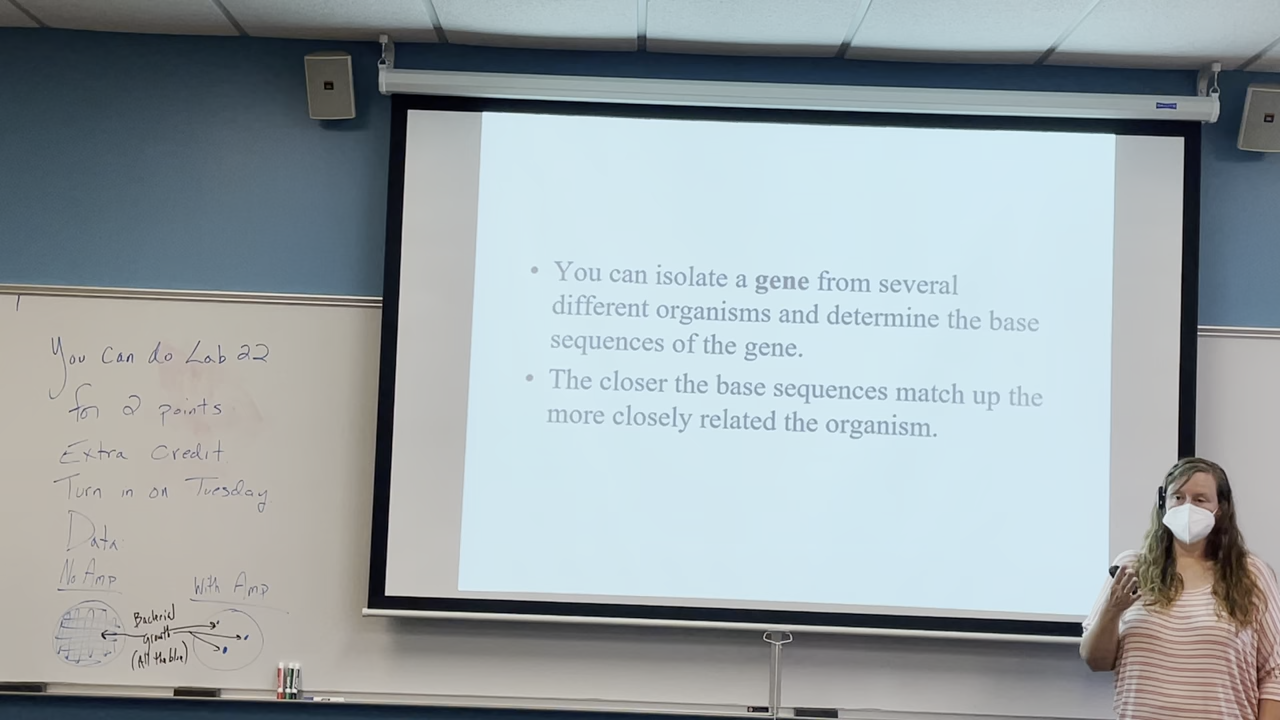 You Can do Lab 22
for 2 points
Extra Credit
Turn in on Tuesday
Data
No Amp
With Amp
Bacterial
Growth
(All the blue)
• You can isolate a gene from several
different organisms and determine the base
sequences of the gene.
• The closer the base sequences match up the
more closely related the organism.